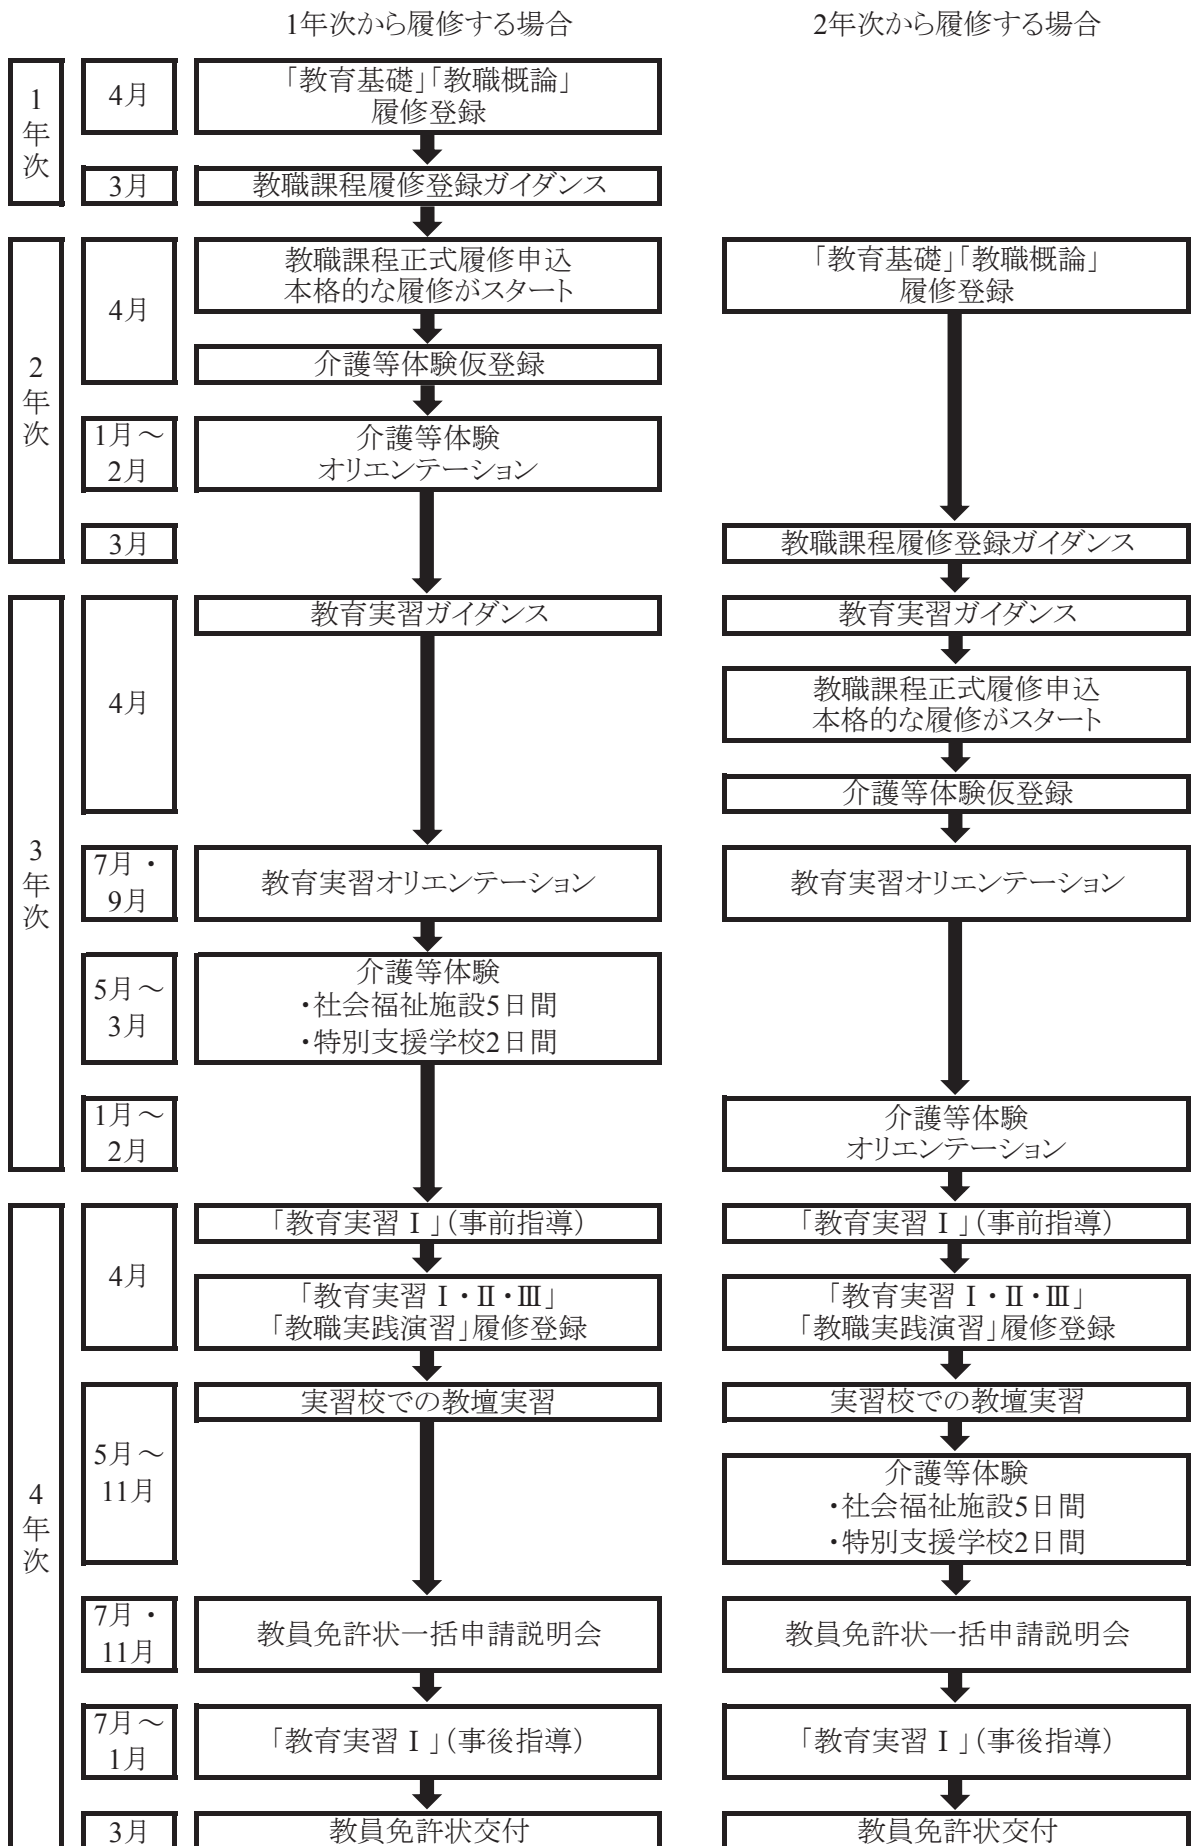 1年次から履修する場合
2年次から履修する場合
1年次
4月
「教育基礎」「教職概論」
履修登録
3月
教職課程履修登録ガイダンス
2年次
4月
教職課程正式履修申込
本格的な履修がスタート
「教育基礎」「教職概論」
履修登録
介護等体験仮登録
1月～
2月
介護等体験
オリエンテーション
3月
教職課程履修登録ガイダンス
3年次
4月
教育実習ガイダンス
教育実習ガイダンス
教職課程正式履修申込
本格的な履修がスタート
介護等体験仮登録
7月・
9月
教育実習オリエンテーション
教育実習オリエンテーション
5月～
3月
介護等体験
・社会福祉施設5日間
・特別支援学校2日間
1月～
2月
介護等体験
オリエンテーション
4年次
4月
「教育実習Ⅰ」（事前指導）
「教育実習Ⅰ」（事前指導）
「教育実習Ⅰ・Ⅱ・Ⅲ」
「教職実践演習」履修登録
「教育実習Ⅰ・Ⅱ・Ⅲ」
「教職実践演習」履修登録
5月～
11月
実習校での教壇実習
実習校での教壇実習
介護等体験
・社会福祉施設5日間
・特別支援学校2日間
7月・
11月
教員免許状一括申請説明会
教員免許状一括申請説明会
7月～
1月
「教育実習Ⅰ」（事後指導）
「教育実習Ⅰ」（事後指導）
3月
教員免許状交付
教員免許状交付